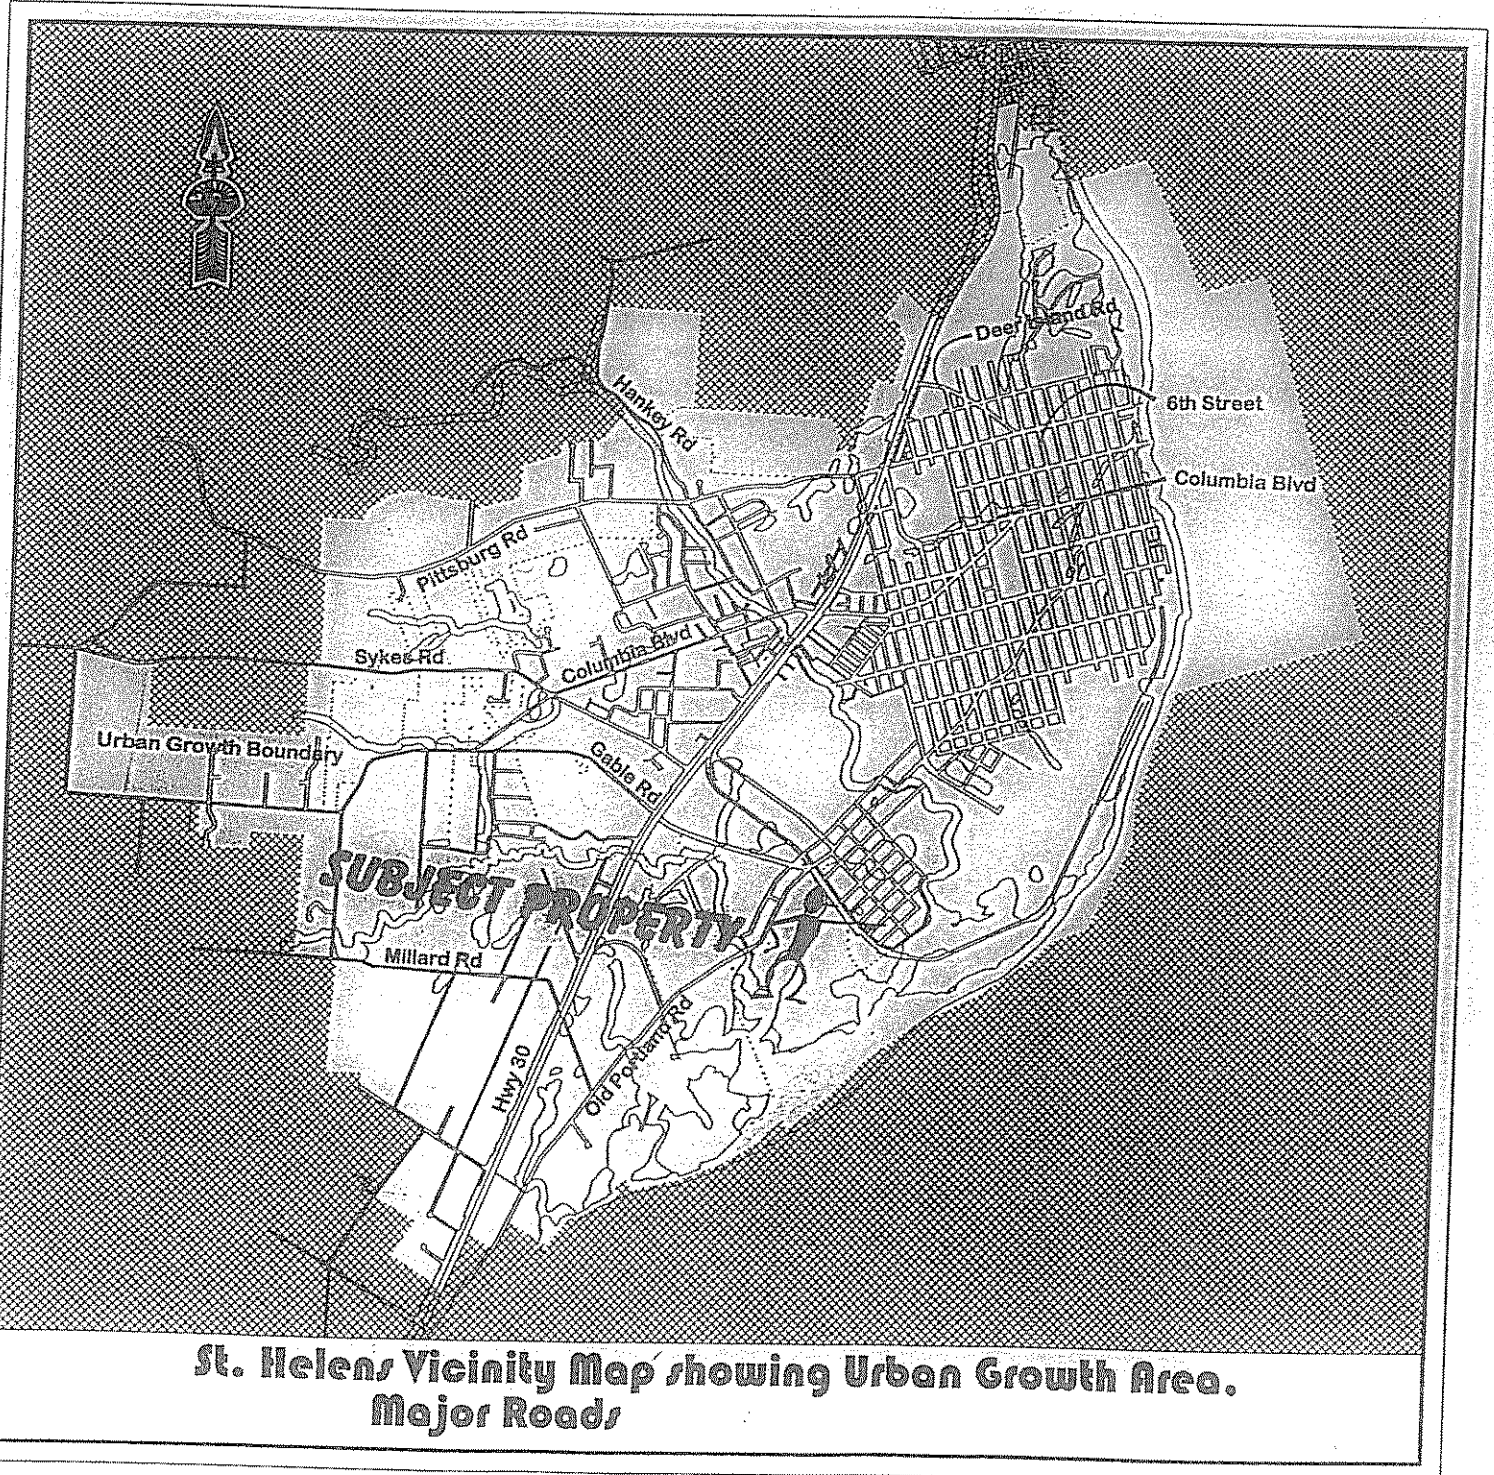 Deer Island Rd
Hankey Rd
6th Street
Columbia Blvd
Pittsburg Rd
Columbia Blvd
Sykes Rd
Urban Growth Boundary
Gable Rd
SUBJECT PROPERTY
Millard Rd
Hwy 30
Old Portland Rd
St. Helens Vicinity Map showing Urban Growth Area.
Major Roads